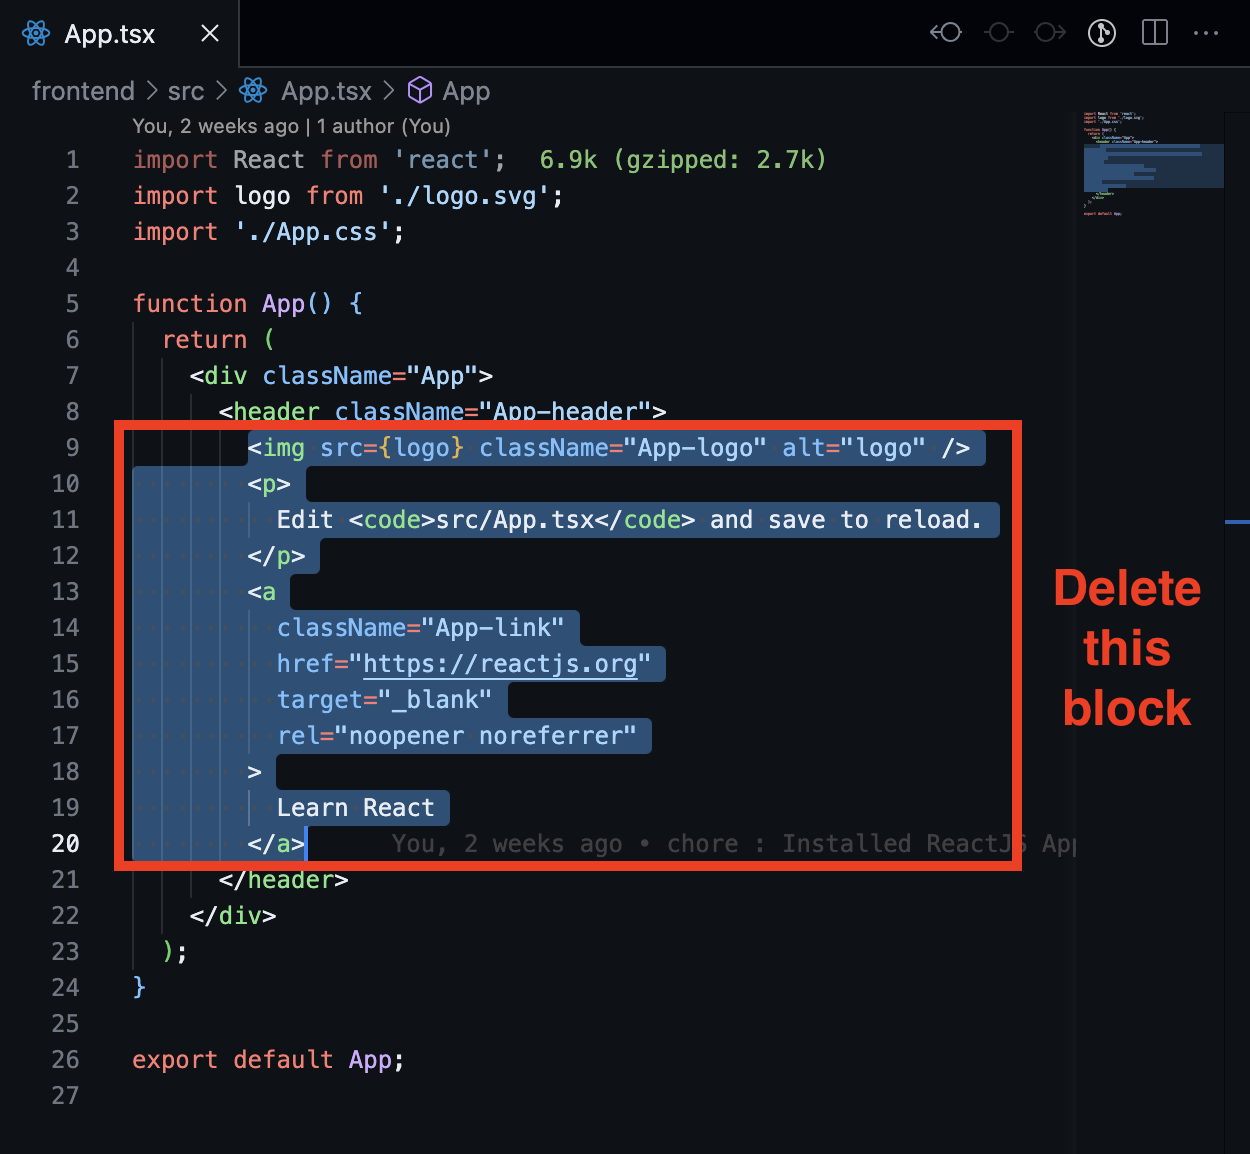 App.tsx
frontend > src > App.tsx > App
You, 2 weeks ago | 1 author (You)
1 import React from 'react'; 6.9k (gzipped: 2.7k)
2 import logo from './logo.svg';
3 import './App.css';
4
5 function App() {
6 return (
7 <div className="App">
8 <header className="App-header">
9 <img src={logo} className="App-logo" alt="logo" />
10 <p>
11 Edit <code>src/App.tsx</code> and save to reload.
12 </p>
13 <a
14 className="App-link"
15 href="https://reactjs.org"
16 target="_blank"
17 rel="noopener noreferrer"
18 >
19 Learn React
20 </a> You, 2 weeks ago • chore : Installed ReactJS App
21 </header>
22 </div>
23 );
24 }
25
26 export default App;
27
Delete
this
block